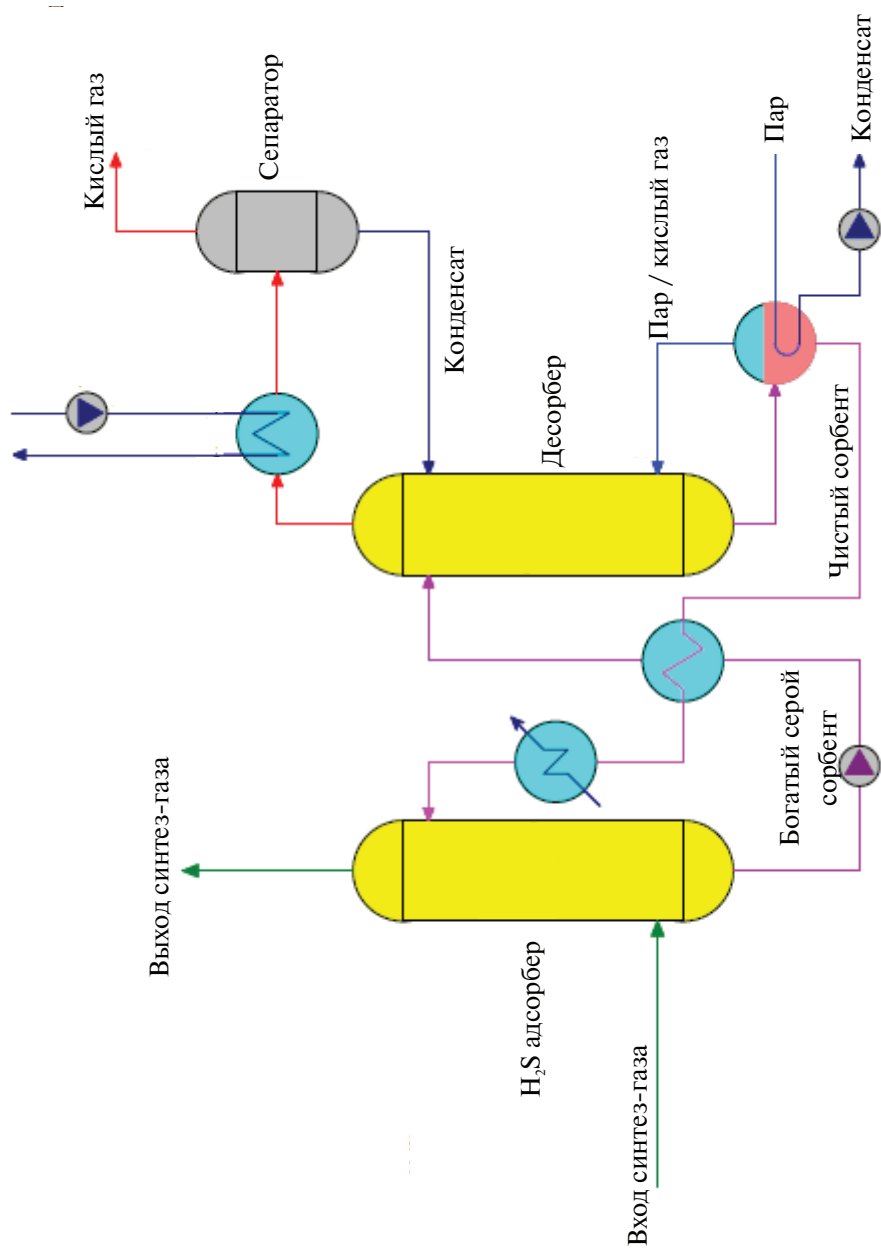 Кислый газ
Сепаратор
Конденсат
Пар / кислый газ
Пар
Конденсат
Десорбер
Чистый сорбент
Богатый серой
сорбент
Выход синтез-газа
H₂S адсорбер
Вход синтез-газа